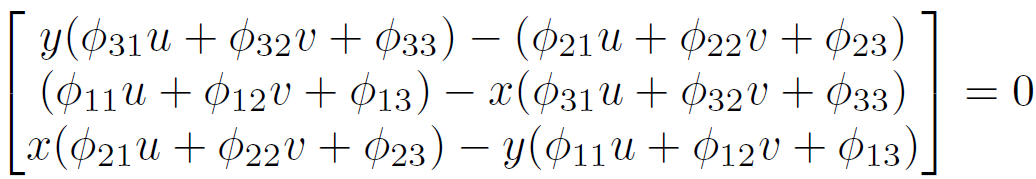 y(ϕ₃₁u + ϕ₃₂v + ϕ₃₃) − (ϕ₂₁u + ϕ₂₂v + ϕ₂₃)
(ϕ₁₁u + ϕ₁₂v + ϕ₁₃) − x(ϕ₃₁u + ϕ₃₂v + ϕ₃₃) = 0
x(ϕ₂₁u + ϕ₂₂v + ϕ₂₃) − y(ϕ₁₁u + ϕ₁₂v + ϕ₁₃)